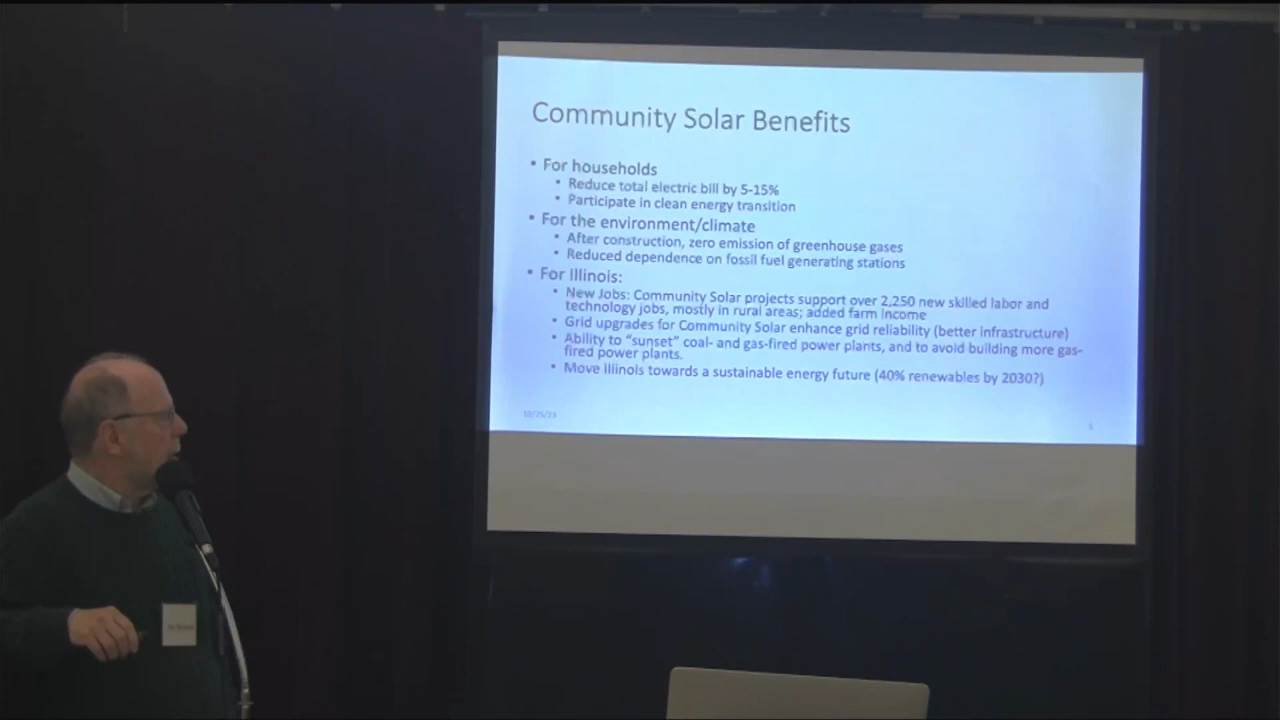 Community Solar Benefits
• For households
• Reduce total electric bill by 5-15%
• Participate in clean energy transition
• For the environment/climate
• After construction, zero emission of greenhouse gases
• Reduced dependence on fossil fuel generating stations
• For Illinois:
• New Jobs: Community Solar projects support over 2,250 new skilled labor and
technology jobs, mostly in rural areas; added farm income
• Grid upgrades for Community Solar enhance grid reliability (better infrastructure)
• Ability to “sunset” coal- and gas-fired power plants, and to avoid building more gas-
fired power plants.
• Move Illinois towards a sustainable energy future (40% renewables by 2030?)
10/25/23